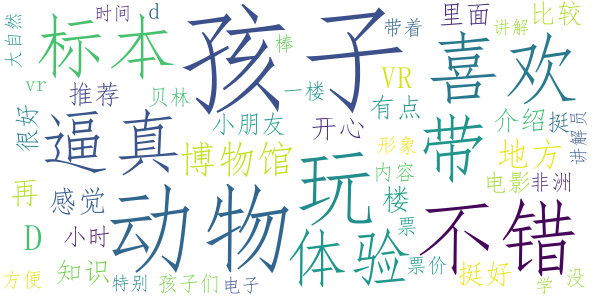 大自然
时间
d
孩子
带着
里面
讲解
比较
标本
棒
喜欢
vr
推荐
贝林
一楼
VR
有点
很好
逼真
小朋友
开心
带
介绍
挺
讲解员
博物馆
形象
地方
再
感觉
动物
玩
内容
楼
电影
非洲
不错
D
小时
体验
票
票价
挺好
方便
知识
特别
孩子们
电子
学
没